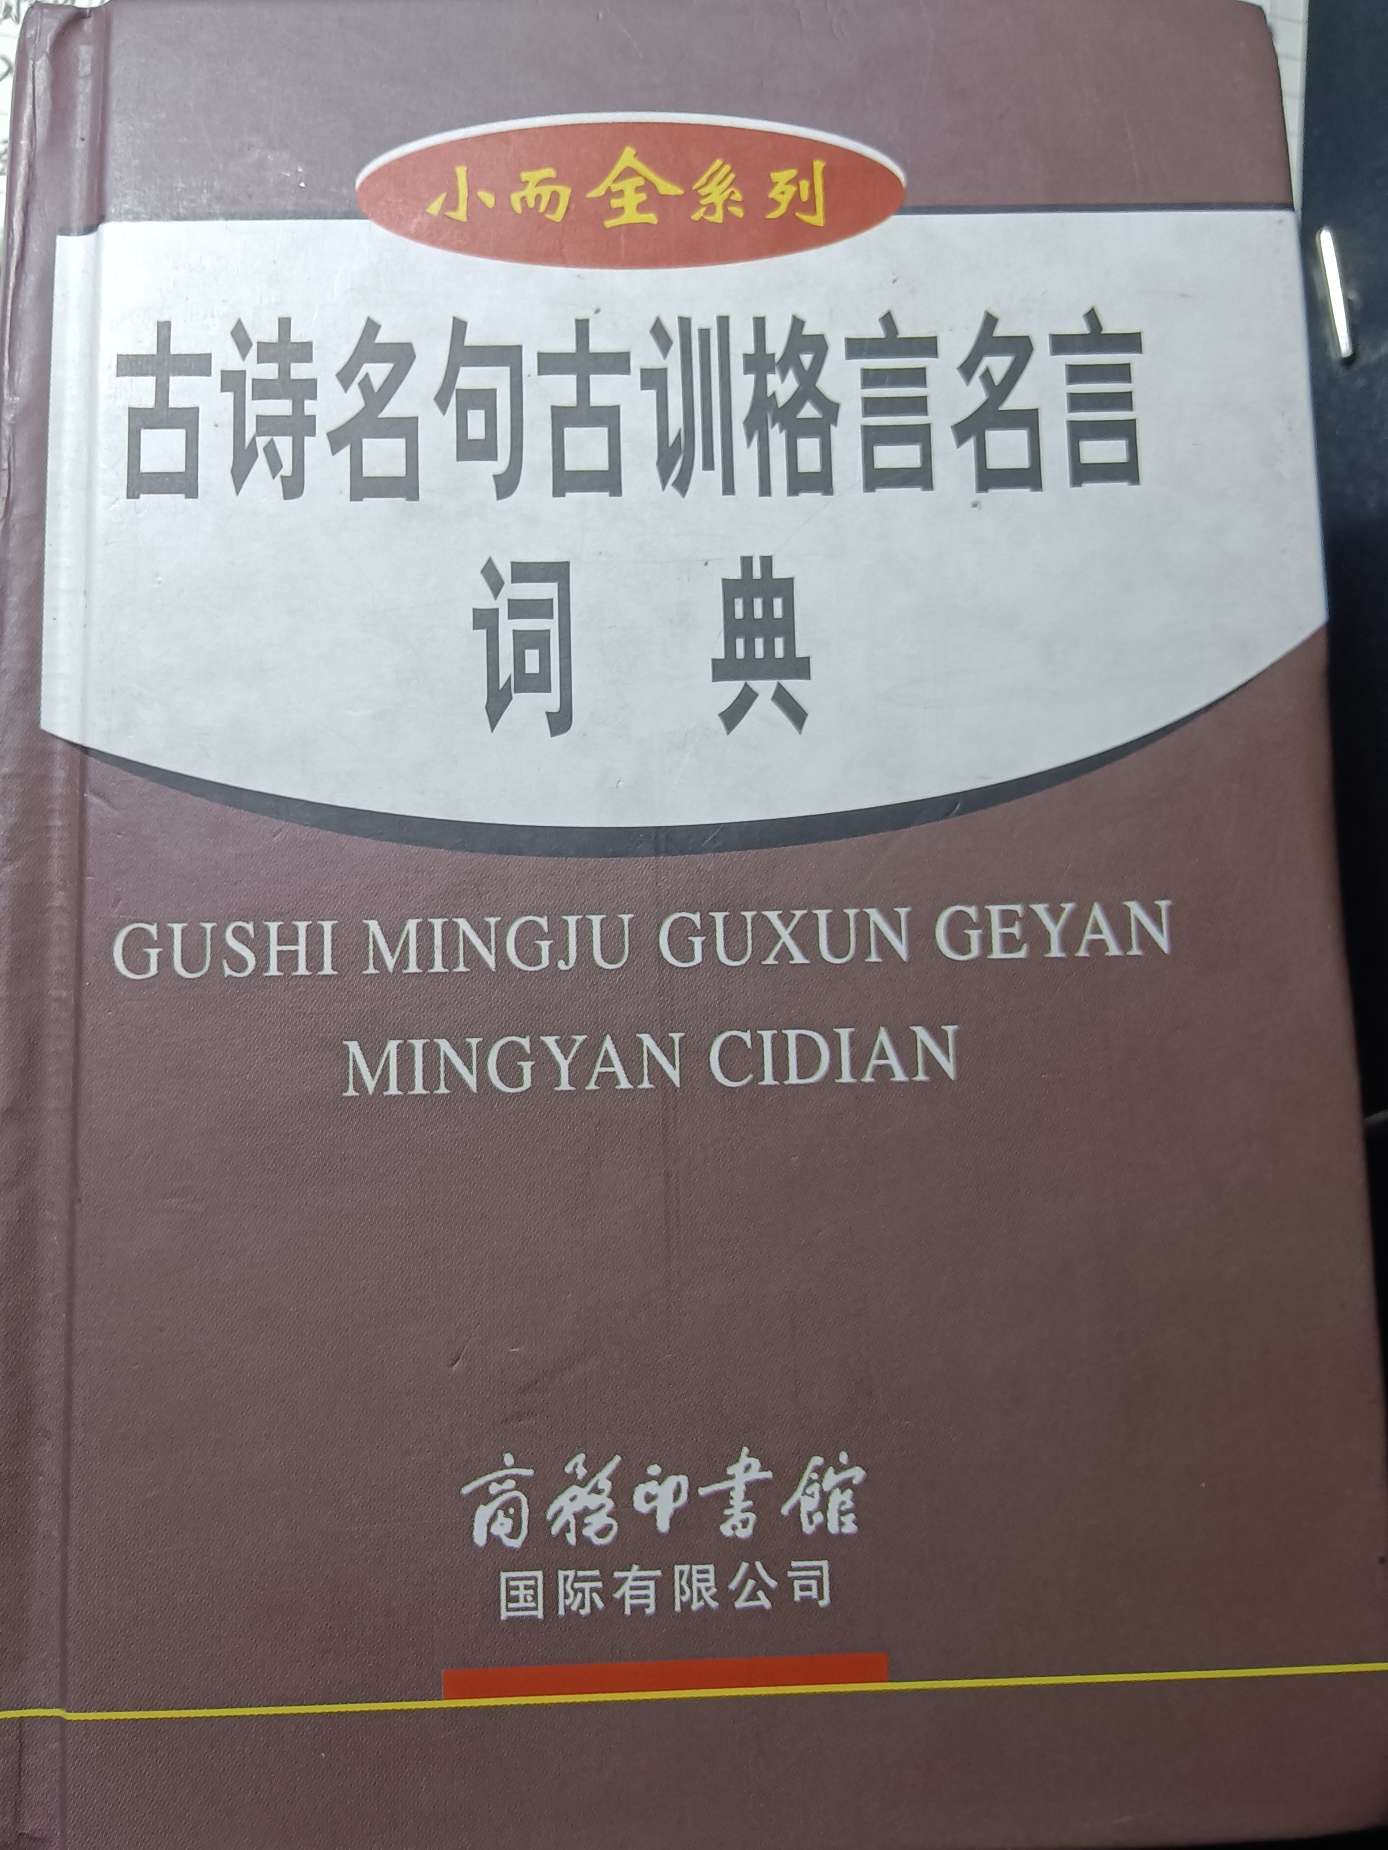 小而全系列
古诗名句古训格言名言
词典
GUSHI MINGJU GUXUN GEYAN
MINGYAN CIDIAN
商務印書館
国际有限公司